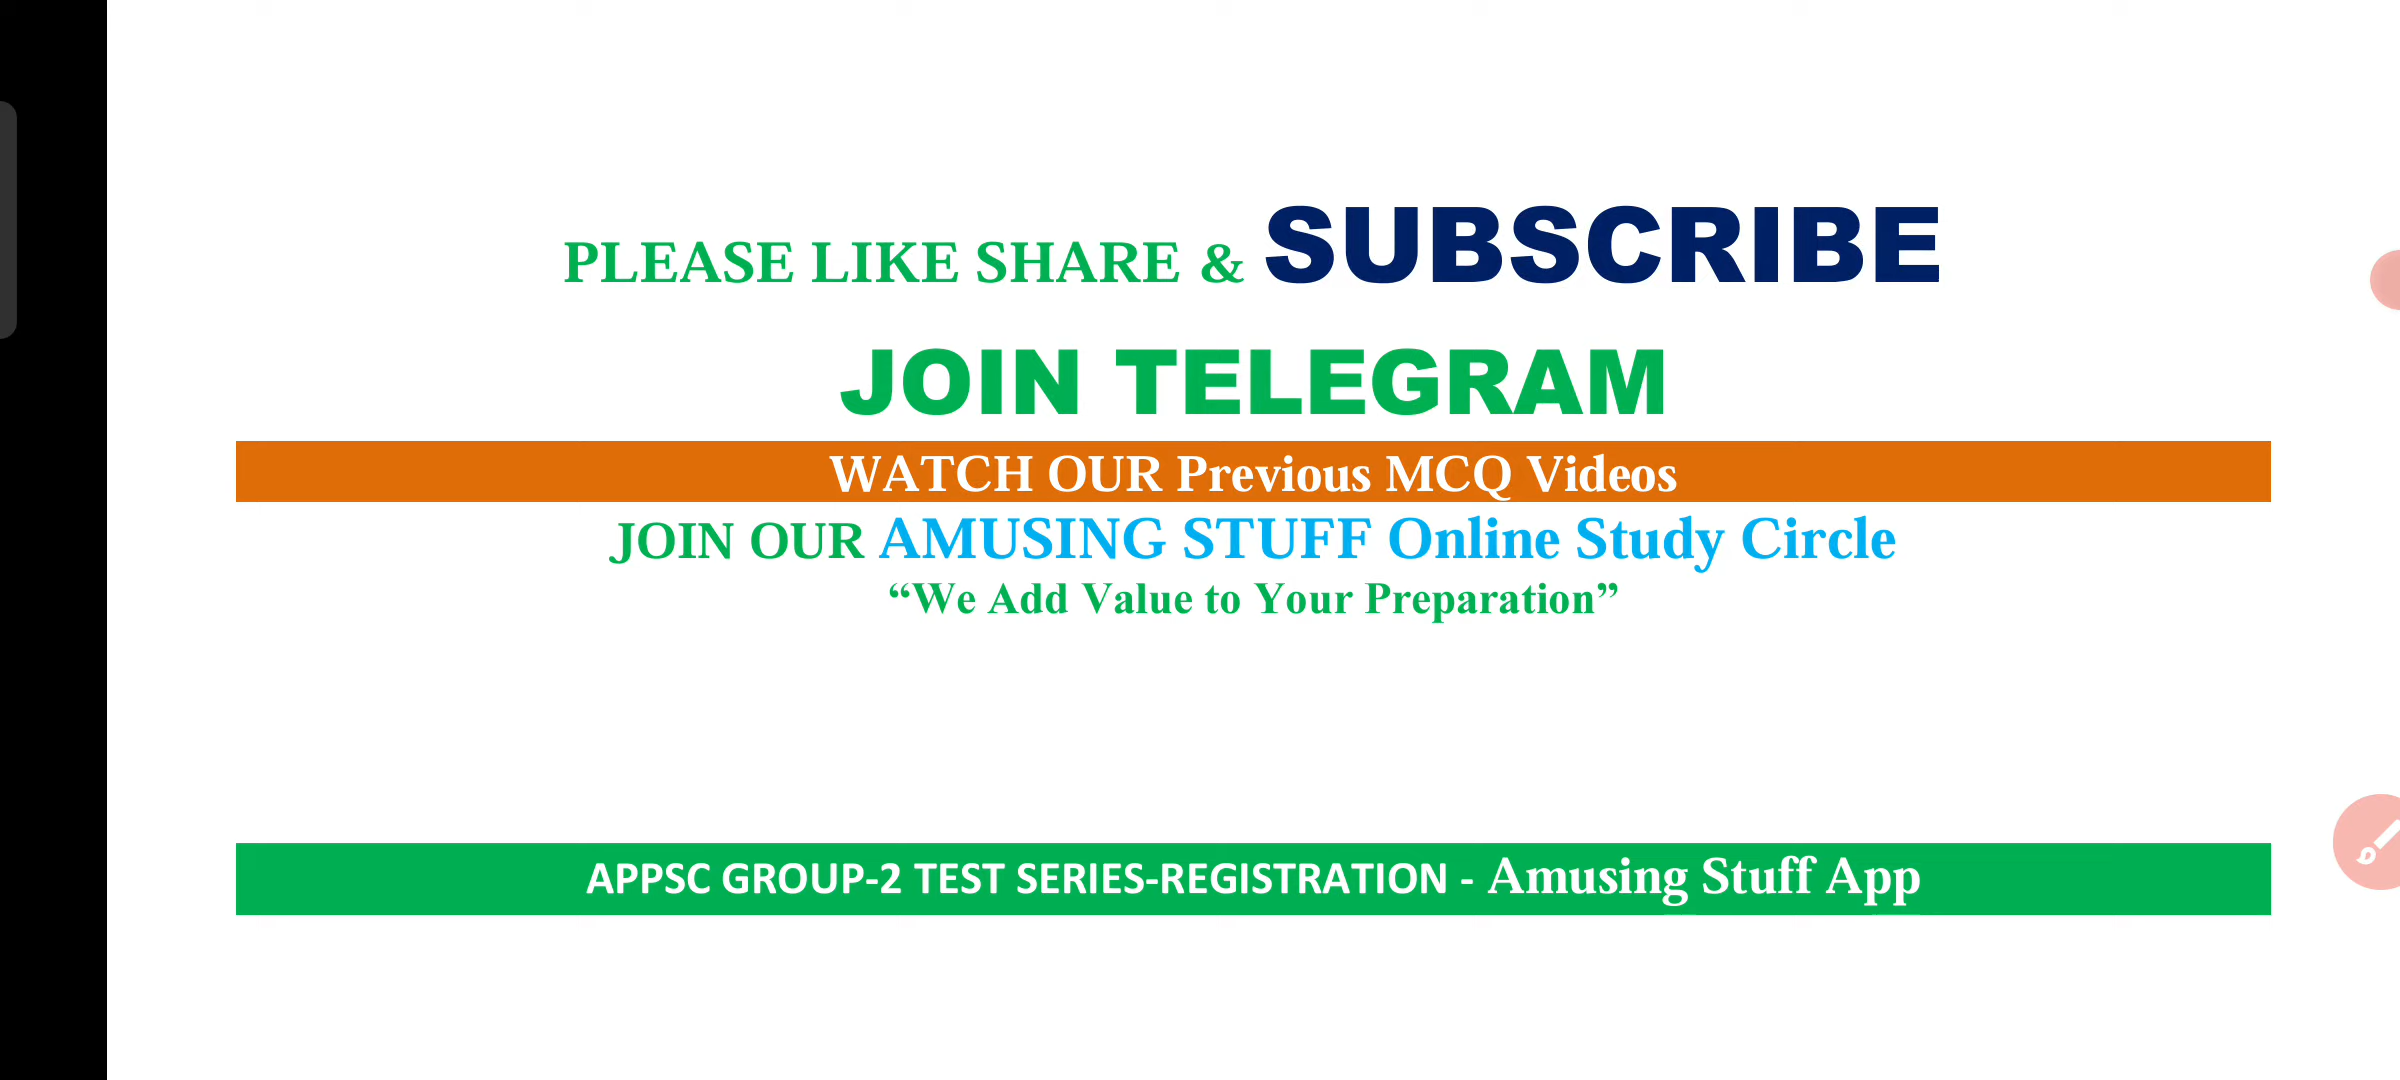 PLEASE LIKE SHARE & SUBSCRIBE
JOIN TELEGRAM
WATCH OUR Previous MCQ Videos
JOIN OUR AMUSING STUFF Online Study Circle
“We Add Value to Your Preparation”
APPSC GROUP-2 TEST SERIES-REGISTRATION - Amusing Stuff App